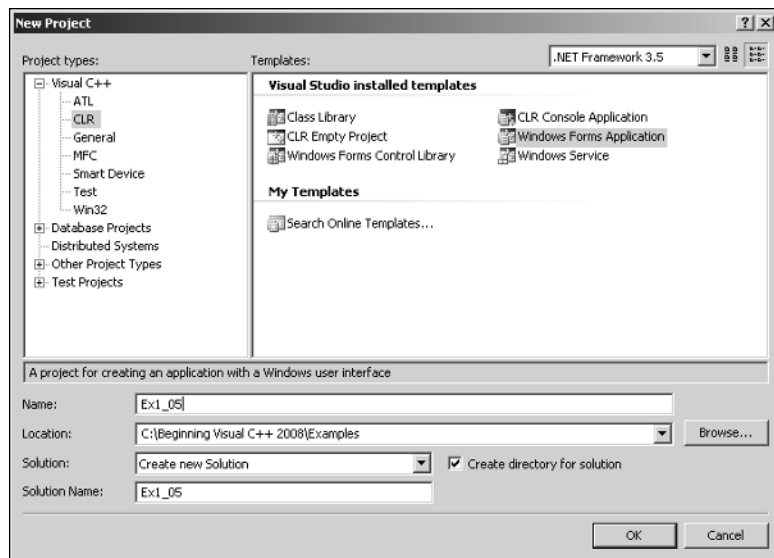 New Project
Project types:
Templates:
.NET Framework 3.5
Visual C++
ATL
CLR
General
MFC
Smart Device
Test
Win32
Database Projects
Distributed Systems
Other Project Types
Test Projects
Visual Studio installed templates
Class Library
CLR Console Application
CLR Empty Project
Windows Forms Application
Windows Forms Control Library
Windows Service
My Templates
Search Online Templates...
A project for creating an application with a Windows user interface
Name:
Ex1_05
Location:
C:\Beginning Visual C++ 2008\Examples
Browse...
Solution:
Create new Solution
Create directory for solution
Solution Name:
Ex1_05
OK
Cancel